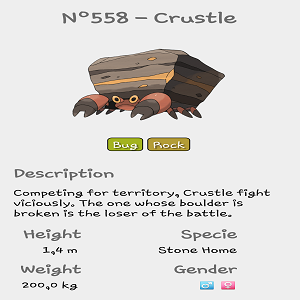 Nº558 – Crustle
Bug Rock
Description
Competing for territory, Crustle fight
viciously. The one whose boulder is
broken is the loser of the battle.
Height Specie
1,4 m Stone Home
Weight Gender
200,0 kg ♂ ♀